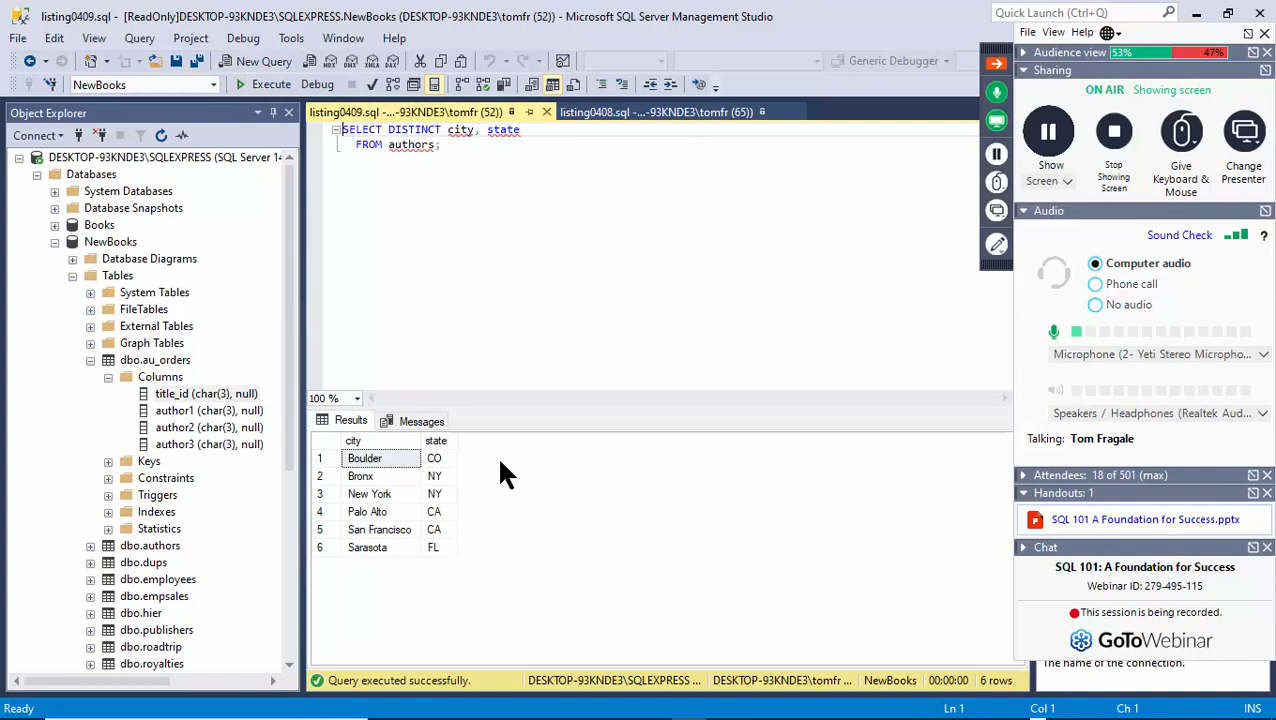 listing0409.sql - [ReadOnly] DESKTOP-93KNDE3\SQLEXPRESS.NewBooks (DESKTOP-93KNDE3\tomfr (52)) - Microsoft SQL Server Management Studio
Quick Launch (Ctrl+Q)
File Edit View Query Project Debug Tools Window Help
New Query
Generic Debugger
NewBooks
Execute
Debug
Object Explorer
Connect
DESKTOP-93KNDE3\SQLEXPRESS (SQL Server 14
Databases
System Databases
Database Snapshots
Books
NewBooks
Database Diagrams
Tables
System Tables
FileTables
External Tables
Graph Tables
dbo.au_orders
Columns
title_id (char(3), null)
author1 (char(3), null)
author2 (char(3), null)
author3 (char(3), null)
Keys
Constraints
Triggers
Indexes
Statistics
dbo.authors
dbo.dups
dbo.employees
dbo.empsales
dbo.hier
dbo.publishers
dbo.roadtrip
dbo.royalties
listing0409.sql -...-93KNDE3\tomfr (52))
listing0408.sql -...-93KNDE3\tomfr (65))
SELECT DISTINCT city, state
FROM authors;
100 %
Results
Messages
city state
1 Boulder CO
2 Bronx NY
3 New York NY
4 Palo Alto CA
5 San Francisco CA
6 Sarasota FL
Query executed successfully.
DESKTOP-93KNDE3\SQLEXPRESS ...
DESKTOP-93KNDE3\tomfr ...
NewBooks
00:00:00
6 rows
Ln 1
Col 1
Ch 1
INS
File View Help
Audience view 53% 47%
Sharing
ON AIR Showing screen
Show
Screen
Stop
Showing
Screen
Give
Keyboard &
Mouse
Change
Presenter
Audio
Sound Check
?
Computer audio
Phone call
No audio
Microphone (2- Yeti Stereo Micropho...
Speakers / Headphones (Realtek Aud...
Talking: Tom Fragale
Attendees: 18 of 501 (max)
Handouts: 1
SQL 101 A Foundation for Success.pptx
Chat
SQL 101: A Foundation for Success
Webinar ID: 279-495-115
This session is being recorded.
GoToWebinar
The name of the connection.